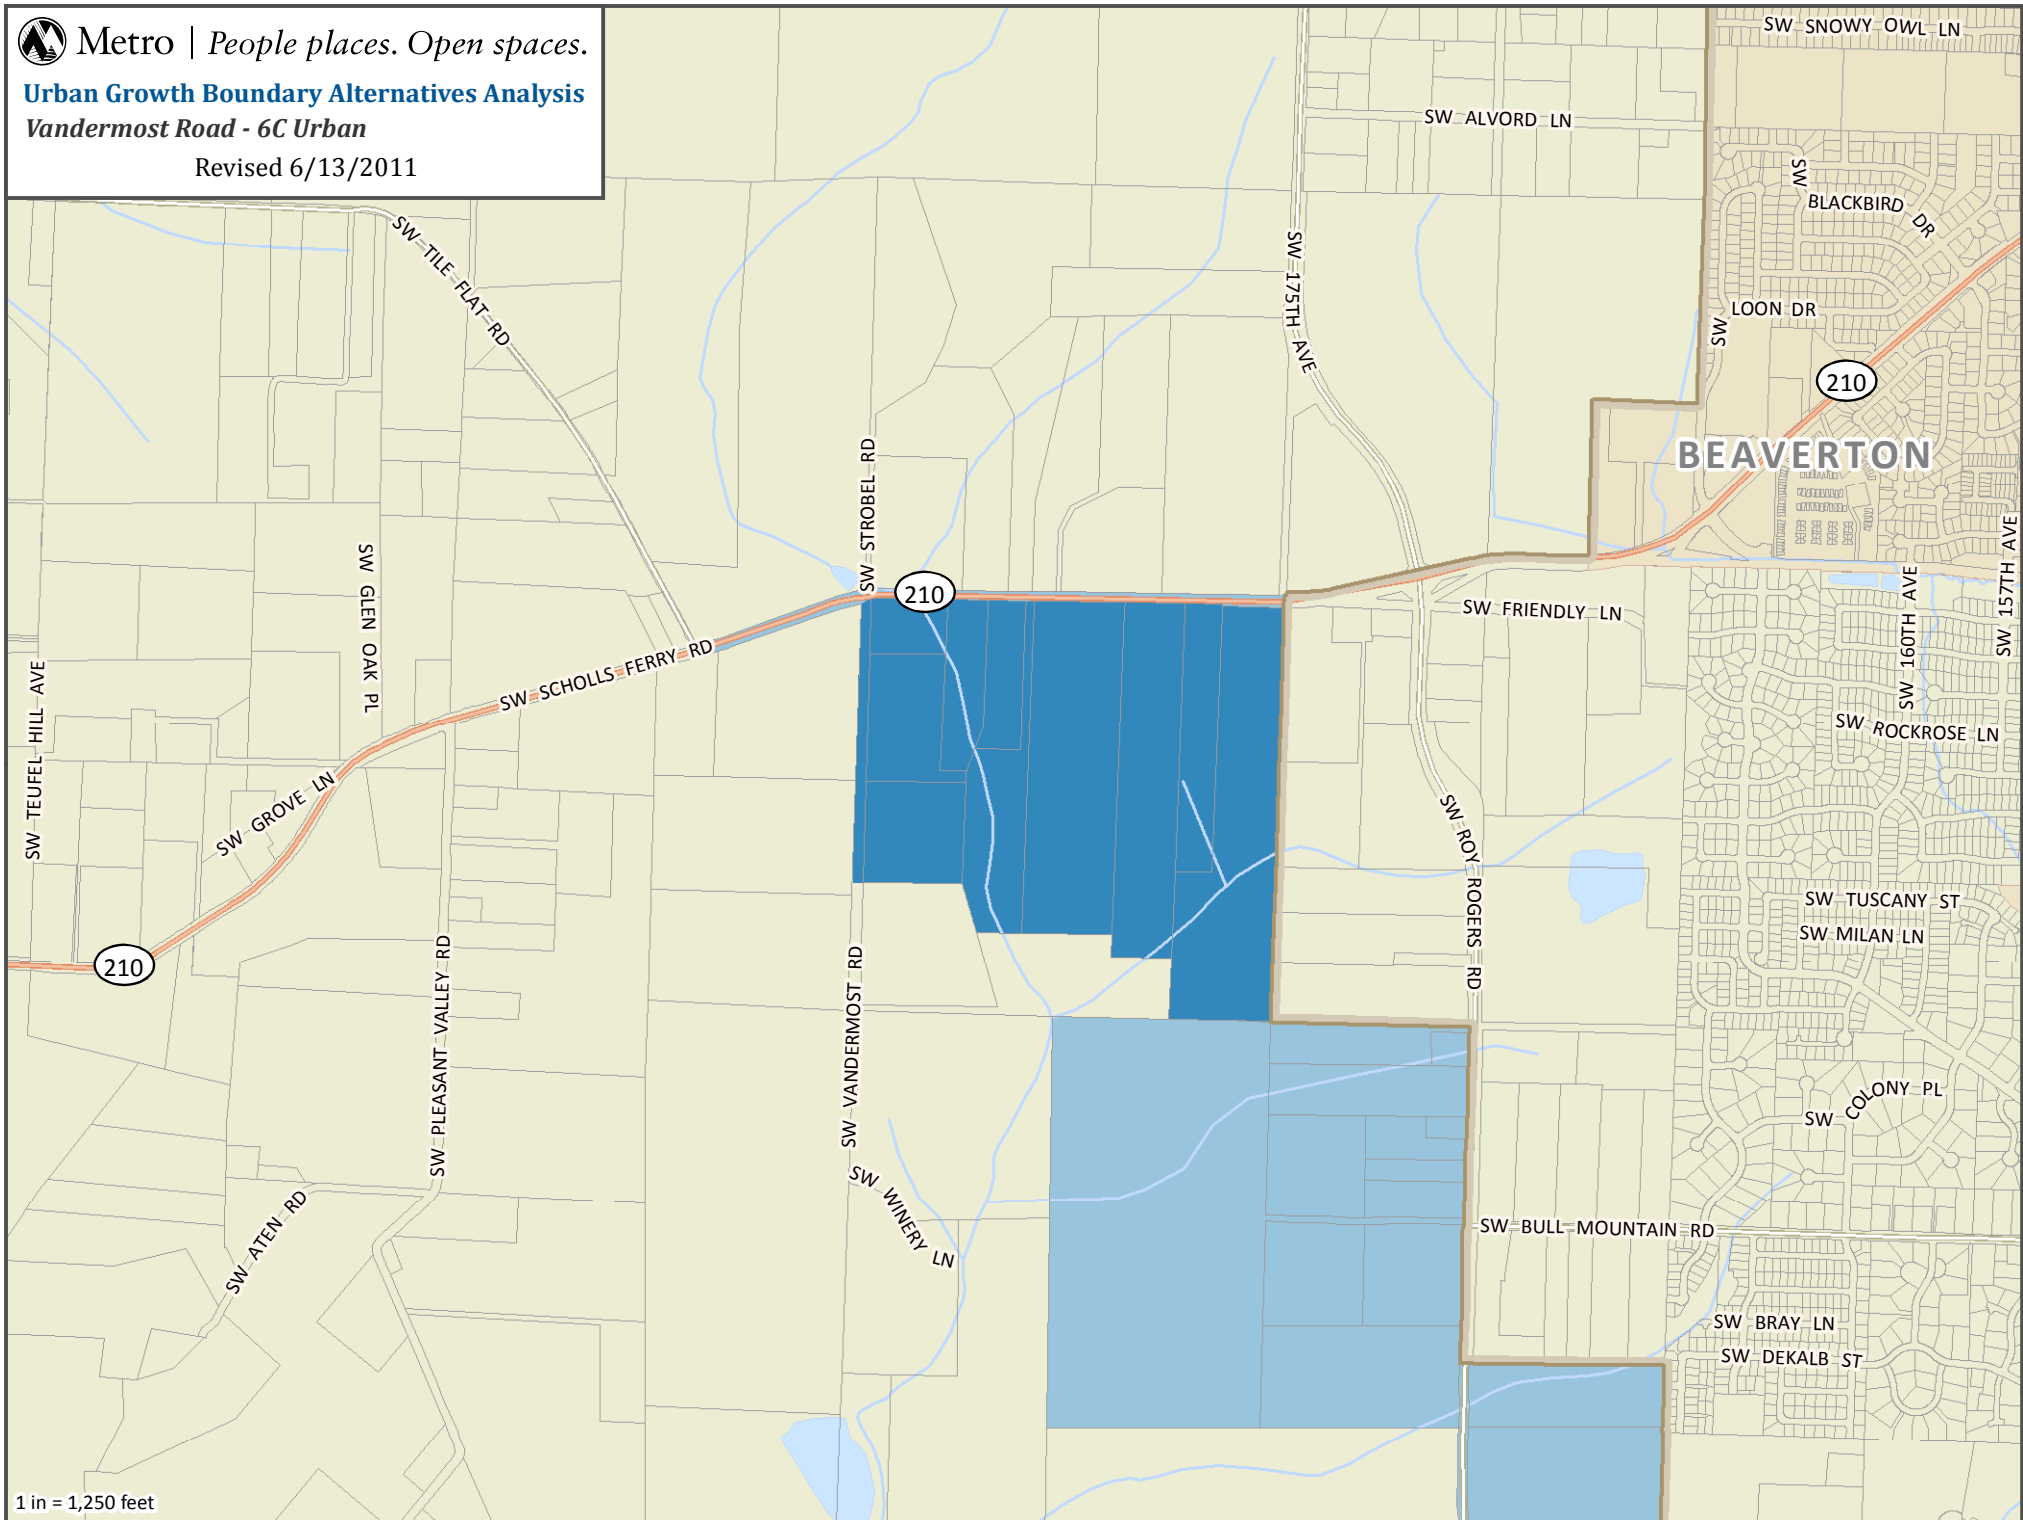 Metro | People places. Open spaces.
Urban Growth Boundary Alternatives Analysis
Vandermost Road - 6C Urban
Revised 6/13/2011
SW SNOWY OWL LN
SW ALVORD LN
SW BLACKBIRD DR
SW TILE FLAT RD
SW 175TH AVE
SW LOON DR
210
BEAVERTON
SW STROBEL RD
SW GLEN OAK PL
210
SW FRIENDLY LN
SW 160TH AVE
SW 157TH AVE
SW SCHOLLS FERRY RD
SW TEUFEL HILL AVE
SW ROCKROSE LN
SW GROVE LN
SW ROY ROGERS RD
SW TUSCANY ST
SW MILAN LN
210
SW PLEASANT VALLEY RD
SW VANDERMOST RD
SW COLONY PL
SW WINERY LN
SW ATEN RD
SW BULL MOUNTAIN RD
SW BRAY LN
SW DEKALB ST
1 in = 1,250 feet